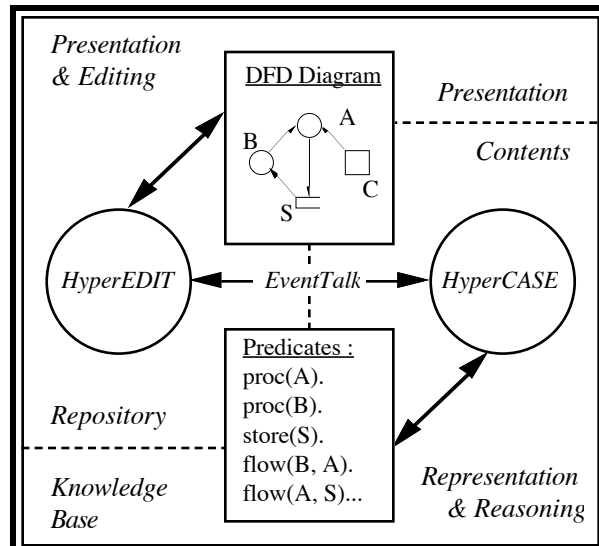 Presentation
& Editing
DFD Diagram
A
B
C
S
Presentation
Contents
HyperEDIT
EventTalk
HyperCASE
Predicates :
proc(A).
proc(B).
store(S).
flow(B, A).
flow(A, S)...
Repository
Knowledge
Base
Representation
& Reasoning